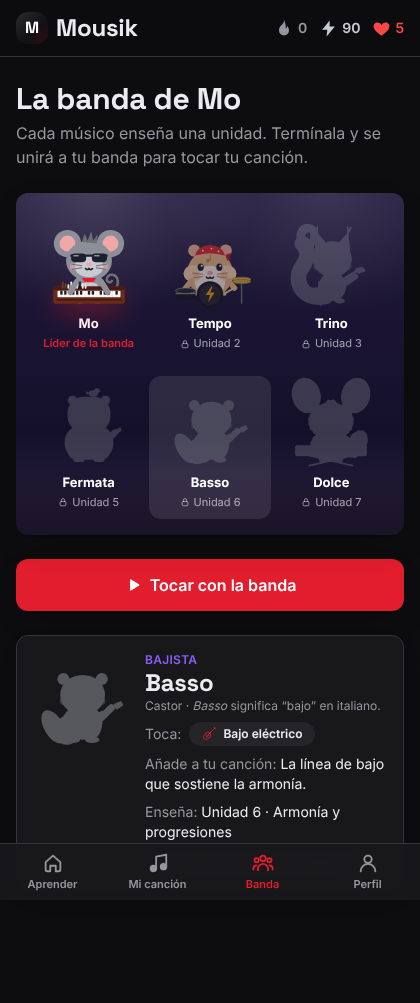 M Mousik 0 90 5
La banda de Mo
Cada músico enseña una unidad. Termínala y se
unirá a tu banda para tocar tu canción.
Mo Tempo Trino
Líder de la banda Unidad 2 Unidad 3
Fermata Basso Dolce
Unidad 5 Unidad 6 Unidad 7
Tocar con la banda
BAJISTA
Basso
Castor · Basso significa “bajo” en italiano.
Toca: Bajo eléctrico
Añade a tu canción: La línea de bajo
que sostiene la armonía.
Enseña: Unidad 6 · Armonía y
progresiones
Aprender Mi canción Banda Perfil